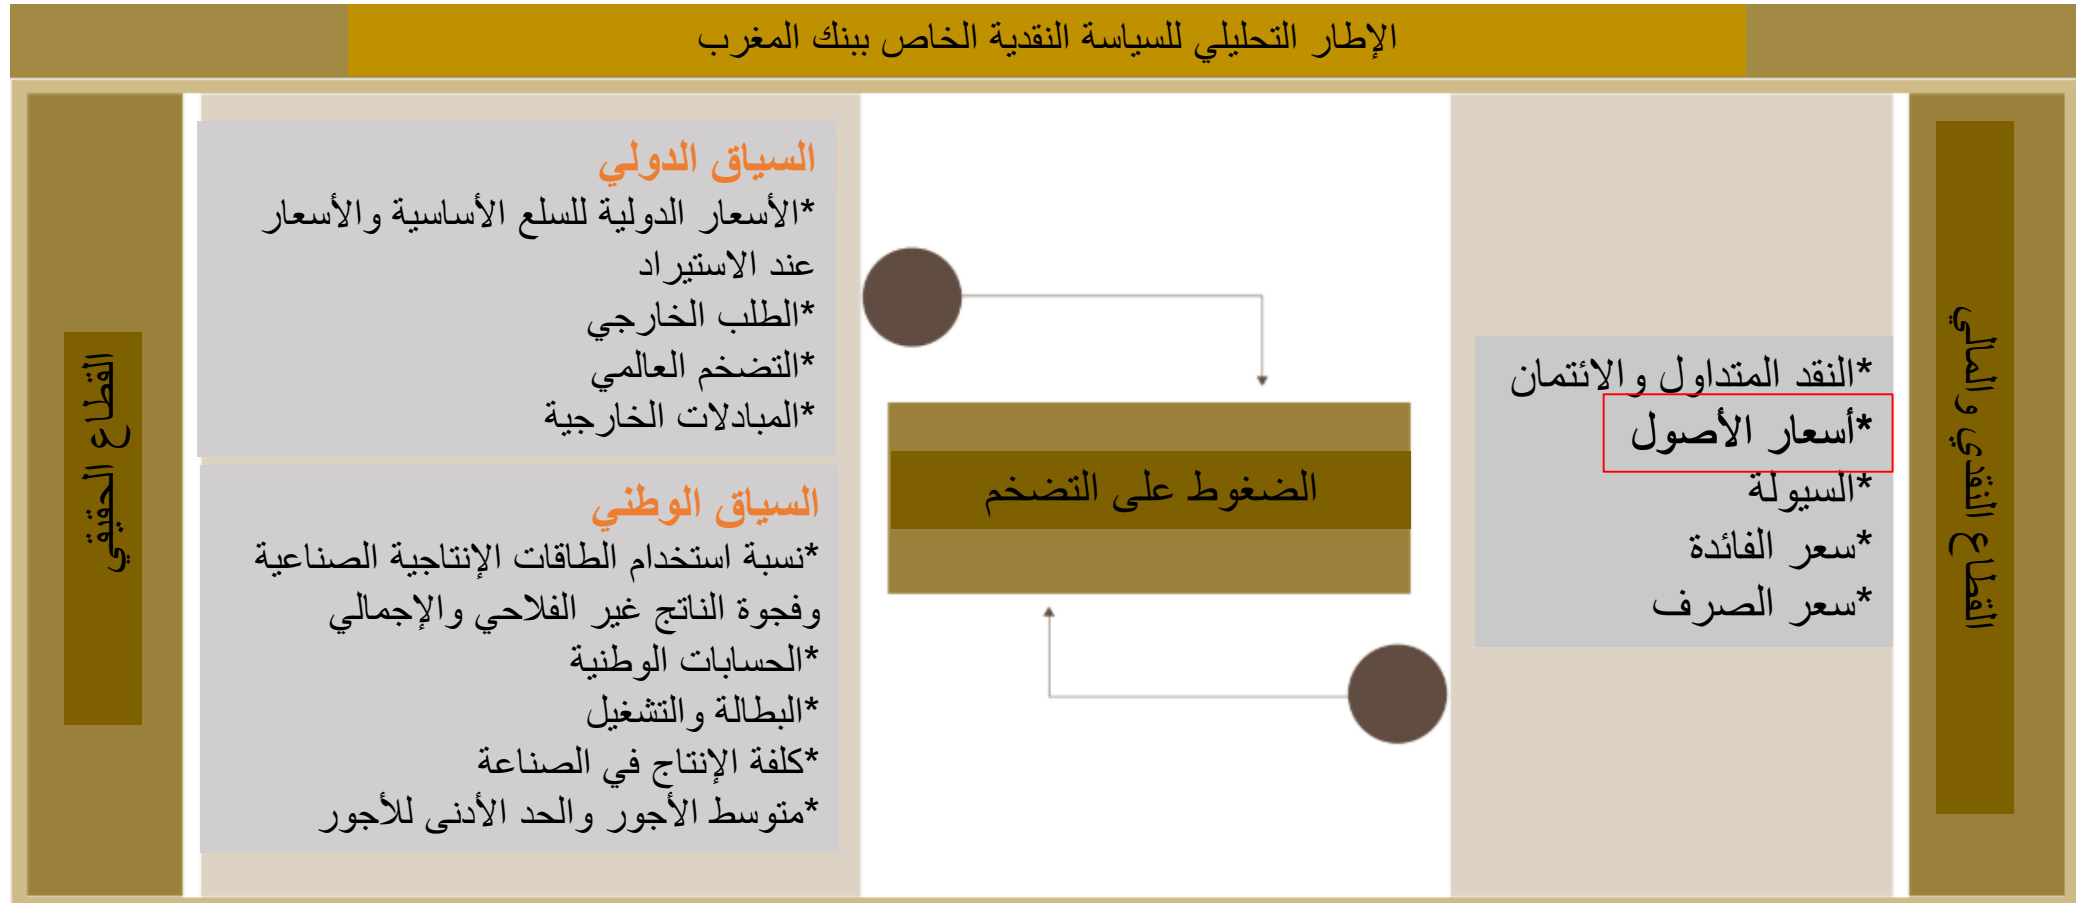 الإطار التحليلي للسياسة النقدية الخاص ببنك المغرب
القطاع النقدي والمالي
*النقد المتداول والائتمان
*أسعار الأصول
*السيولة
*سعر الفائدة
*سعر الصرف
الضغوط على التضخم
السياق الدولي
*الأسعار الدولية للسلع الأساسية والأسعار
عند الاستيراد
*الطلب الخارجي
*التضخم العالمي
*المبادلات الخارجية
السياق الوطني
*نسبة استخدام الطاقات الإنتاجية الصناعية
وفجوة الناتج غير الفلاحي والإجمالي
*الحسابات الوطنية
*البطالة والتشغيل
*كلفة الإنتاج في الصناعة
*متوسط الأجور والحد الأدنى للأجور
القطاع الحقيقي